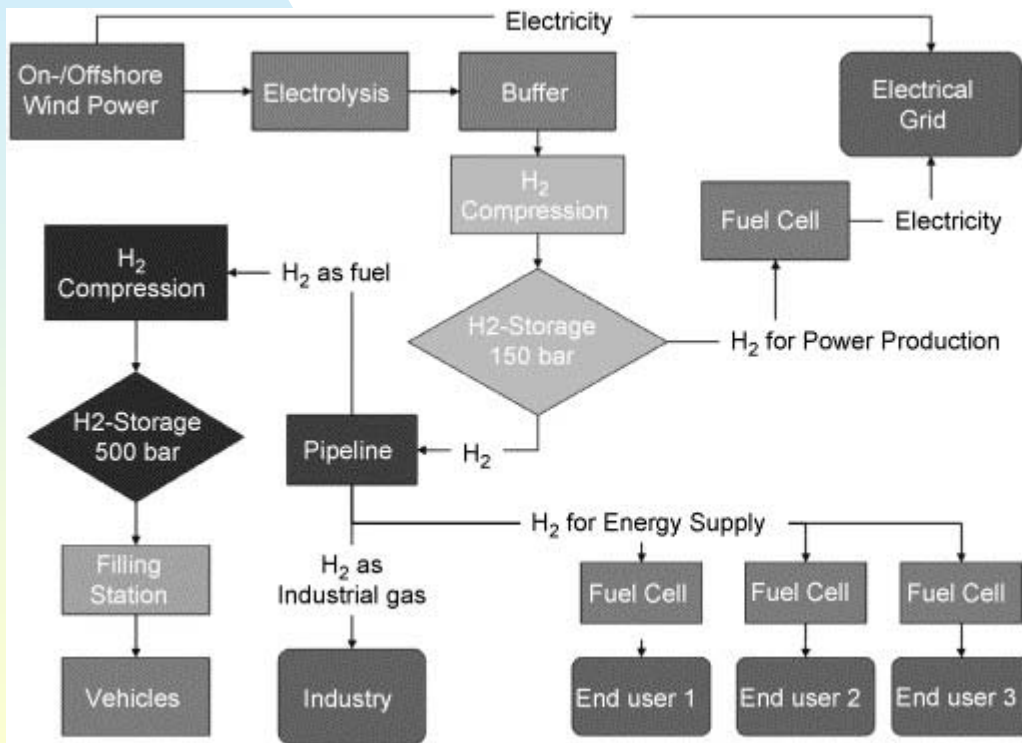 Electricity
On-/Offshore
Wind Power
Electrolysis
Buffer
Electrical
Grid
H₂
Compression
Fuel Cell
Electricity
H₂
Compression
H₂ as fuel
H2-Storage
150 bar
H₂ for Power Production
H2-Storage
500 bar
Pipeline
H₂
H₂ for Energy Supply
Filling
Station
H₂ as
Industrial gas
Fuel Cell
Fuel Cell
Fuel Cell
Vehicles
Industry
End user 1
End user 2
End user 3